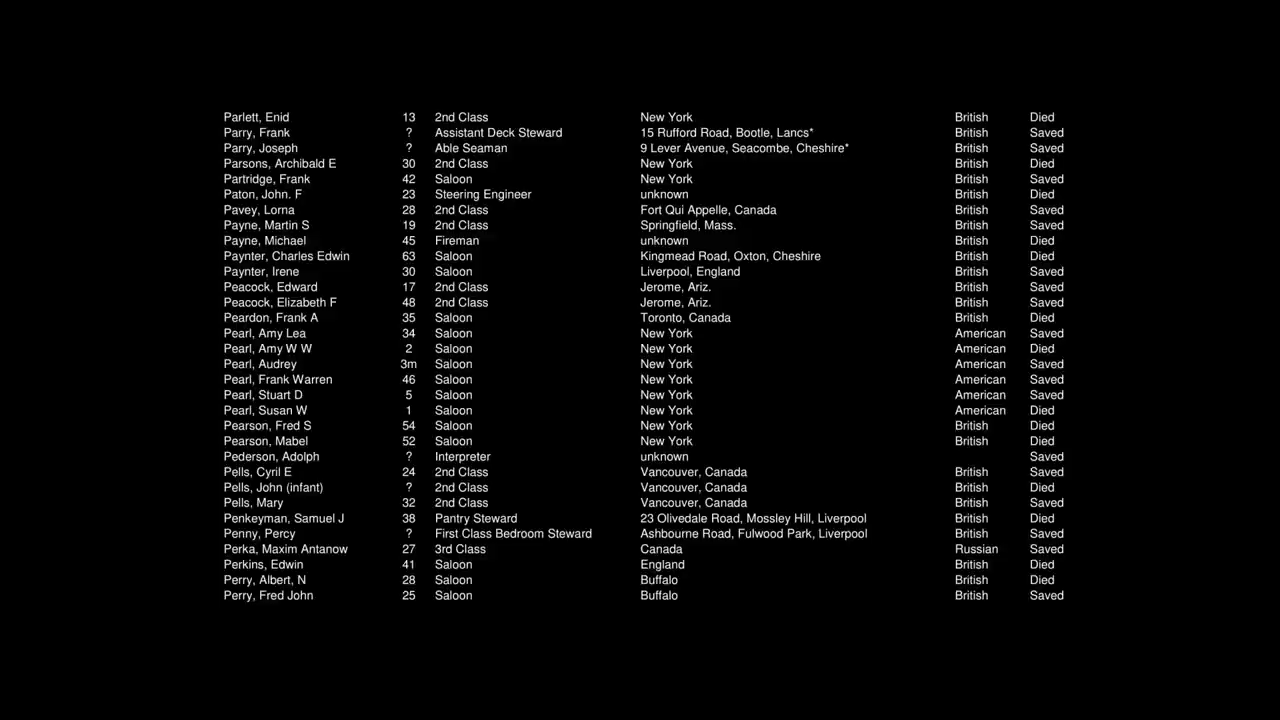 Parlett, Enid 13 2nd Class New York British Died
Parry, Frank ? Assistant Deck Steward 15 Rufford Road, Bootle, Lancs* British Saved
Parry, Joseph ? Able Seaman 9 Lever Avenue, Seacombe, Cheshire* British Saved
Parsons, Archibald E 30 2nd Class New York British Died
Partridge, Frank 42 Saloon New York British Saved
Paton, John. F 23 Steering Engineer unknown British Died
Pavey, Lorna 28 2nd Class Fort Qui Appelle, Canada British Saved
Payne, Martin S 19 2nd Class Springfield, Mass. British Saved
Payne, Michael 45 Fireman unknown British Died
Paynter, Charles Edwin 63 Saloon Kingmead Road, Oxton, Cheshire British Died
Paynter, Irene 30 Saloon Liverpool, England British Saved
Peacock, Edward 17 2nd Class Jerome, Ariz. British Saved
Peacock, Elizabeth F 48 2nd Class Jerome, Ariz. British Saved
Peardon, Frank A 35 Saloon Toronto, Canada British Died
Pearl, Amy Lea 34 Saloon New York American Saved
Pearl, Amy W W 2 Saloon New York American Died
Pearl, Audrey 3m Saloon New York American Saved
Pearl, Frank Warren 46 Saloon New York American Saved
Pearl, Stuart D 5 Saloon New York American Saved
Pearl, Susan W 1 Saloon New York American Died
Pearson, Fred S 54 Saloon New York British Died
Pearson, Mabel 52 Saloon New York British Died
Pederson, Adolph ? Interpreter unknown Saved
Pells, Cyril E 24 2nd Class Vancouver, Canada British Saved
Pells, John (infant) ? 2nd Class Vancouver, Canada British Died
Pells, Mary 32 2nd Class Vancouver, Canada British Saved
Penkeyman, Samuel J 38 Pantry Steward 23 Olivedale Road, Mossley Hill, Liverpool British Died
Penny, Percy ? First Class Bedroom Steward Ashbourne Road, Fulwood Park, Liverpool British Saved
Perka, Maxim Antanow 27 3rd Class Canada Russian Saved
Perkins, Edwin 41 Saloon England British Died
Perry, Albert, N 28 Saloon Buffalo British Died
Perry, Fred John 25 Saloon Buffalo British Saved